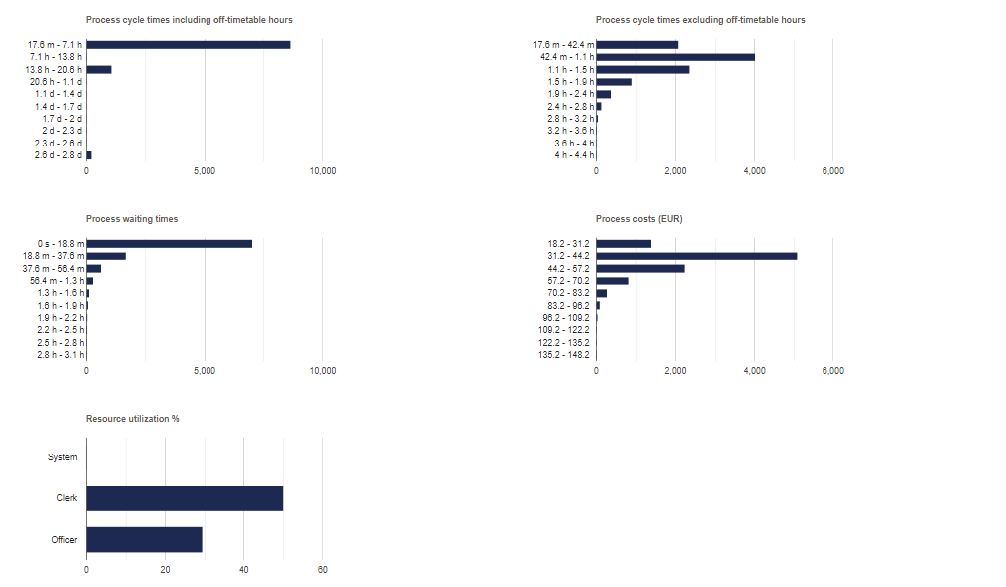 Process cycle times including off-timetable hours
17.6 m - 7.1 h
7.1 h - 13.8 h
13.8 h - 20.6 h
20.6 h - 1.1 d
1.1 d - 1.4 d
1.4 d - 1.7 d
1.7 d - 2 d
2 d - 2.3 d
2.3 d - 2.6 d
2.6 d - 2.8 d
0 5,000 10,000
Process cycle times excluding off-timetable hours
17.6 m - 42.4 m
42.4 m - 1.1 h
1.1 h - 1.5 h
1.5 h - 1.9 h
1.9 h - 2.4 h
2.4 h - 2.8 h
2.8 h - 3.2 h
3.2 h - 3.6 h
3.6 h - 4 h
4 h - 4.4 h
0 2,000 4,000 6,000
Process waiting times
0 s - 18.8 m
18.8 m - 37.6 m
37.6 m - 56.4 m
56.4 m - 1.3 h
1.3 h - 1.6 h
1.6 h - 1.9 h
1.9 h - 2.2 h
2.2 h - 2.5 h
2.5 h - 2.8 h
2.8 h - 3.1 h
0 5,000 10,000
Process costs (EUR)
18.2 - 31.2
31.2 - 44.2
44.2 - 57.2
57.2 - 70.2
70.2 - 83.2
83.2 - 96.2
96.2 - 109.2
109.2 - 122.2
122.2 - 135.2
135.2 - 148.2
0 2,000 4,000 6,000
Resource utilization %
System
Clerk
Officer
0 20 40 60